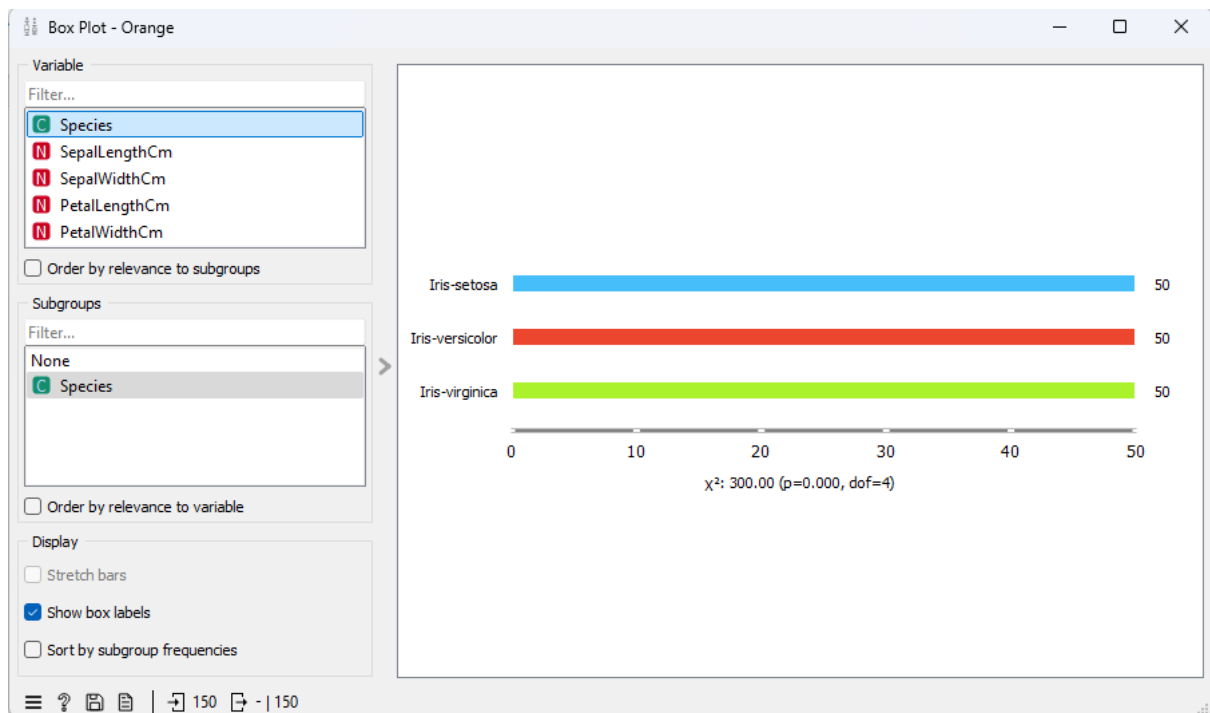 Box Plot - Orange
Variable
Filter...
C Species
N SepalLengthCm
N SepalWidthCm
N PetalLengthCm
N PetalWidthCm
Order by relevance to subgroups
Subgroups
Filter...
None
C Species
Order by relevance to variable
Display
Stretch bars
Show box labels
Sort by subgroup frequencies
150 - | 150
Iris-setosa 50
Iris-versicolor 50
Iris-virginica 50
0 10 20 30 40 50
χ²: 300.00 (p=0.000, dof=4)